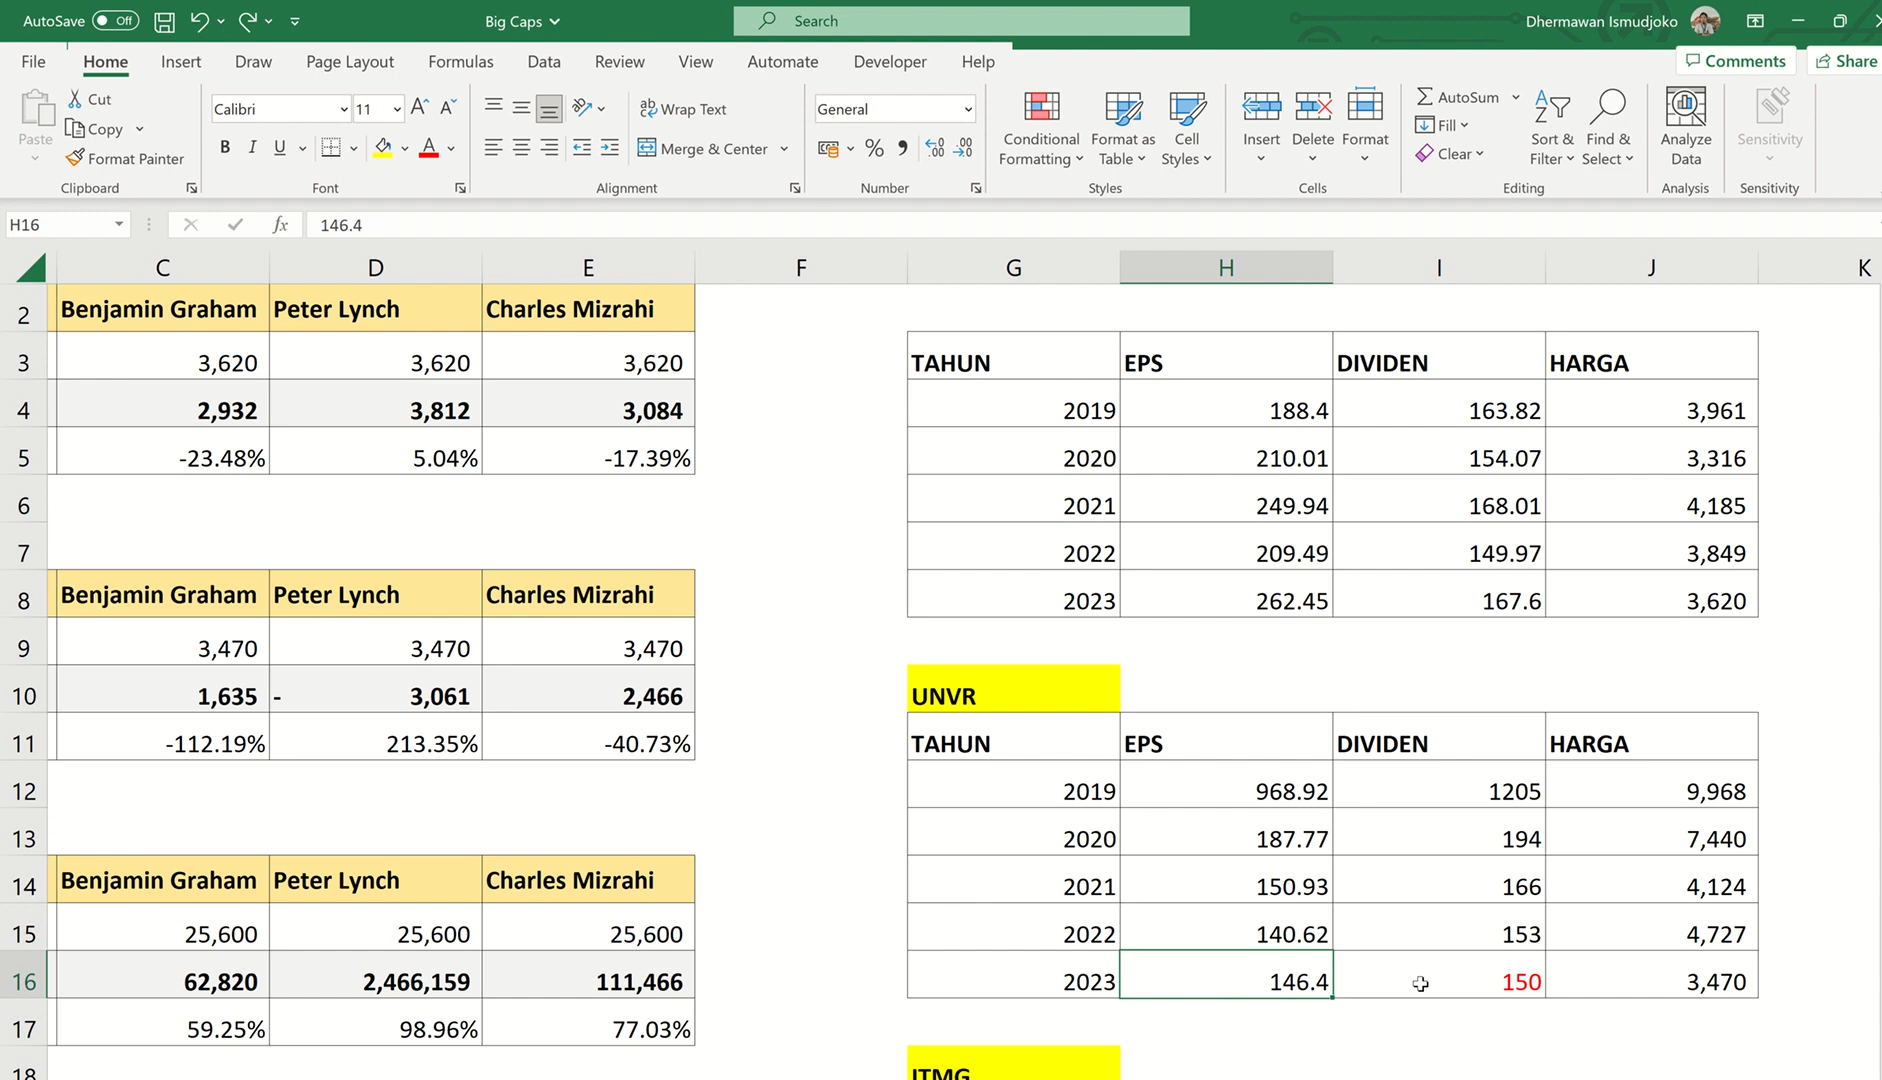 AutoSave Off Big Caps Search Dhermawan Ismudjoko
File Home Insert Draw Page Layout Formulas Data Review View Automate Developer Help Comments Share
Paste Cut Copy Format Painter
Clipboard
Calibri 11
B I U A
Font
Wrap Text
Merge & Center
Alignment
General
Number
Conditional Formatting Format as Table Cell Styles
Styles
Insert Delete Format
Cells
AutoSum
Fill
Clear
Sort & Filter Find & Select
Editing
Analyze Data
Analysis
Sensitivity
Sensitivity
H16 fx 146.4
C D E F G H I J K
2 Benjamin Graham Peter Lynch Charles Mizrahi
3 3,620 3,620 3,620 TAHUN EPS DIVIDEN HARGA
4 2,932 3,812 3,084 2019 188.4 163.82 3,961
5 -23.48% 5.04% -17.39% 2020 210.01 154.07 3,316
6 2021 249.94 168.01 4,185
7 2022 209.49 149.97 3,849
8 Benjamin Graham Peter Lynch Charles Mizrahi 2023 262.45 167.6 3,620
9 3,470 3,470 3,470
10 1,635 - 3,061 2,466 UNVR
11 -112.19% 213.35% -40.73% TAHUN EPS DIVIDEN HARGA
12 2019 968.92 1205 9,968
13 2020 187.77 194 7,440
14 Benjamin Graham Peter Lynch Charles Mizrahi 2021 150.93 166 4,124
15 25,600 25,600 25,600 2022 140.62 153 4,727
16 62,820 2,466,159 111,466 2023 146.4 150 3,470
17 59.25% 98.96% 77.03%
18 ITMG